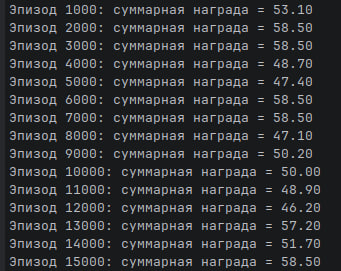 Эпизод 1000: суммарная награда = 53.10
Эпизод 2000: суммарная награда = 58.50
Эпизод 3000: суммарная награда = 58.50
Эпизод 4000: суммарная награда = 48.70
Эпизод 5000: суммарная награда = 47.40
Эпизод 6000: суммарная награда = 58.50
Эпизод 7000: суммарная награда = 58.50
Эпизод 8000: суммарная награда = 47.10
Эпизод 9000: суммарная награда = 50.20
Эпизод 10000: суммарная награда = 50.00
Эпизод 11000: суммарная награда = 48.90
Эпизод 12000: суммарная награда = 46.20
Эпизод 13000: суммарная награда = 57.20
Эпизод 14000: суммарная награда = 51.70
Эпизод 15000: суммарная награда = 58.50